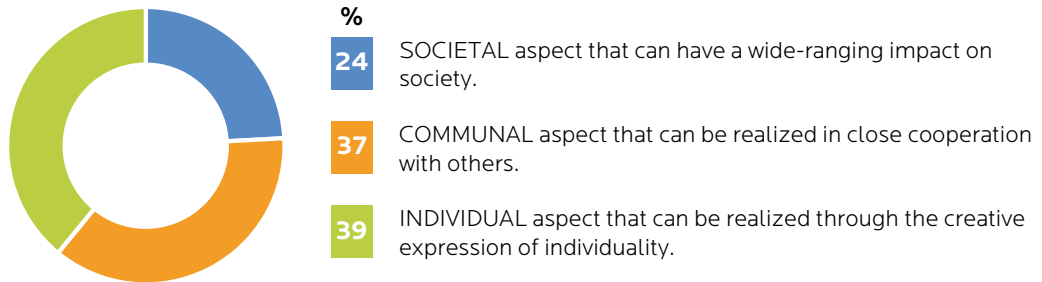 %
24 SOCIETAL aspect that can have a wide-ranging impact on
society.
37 COMMUNAL aspect that can be realized in close cooperation
with others.
39 INDIVIDUAL aspect that can be realized through the creative
expression of individuality.